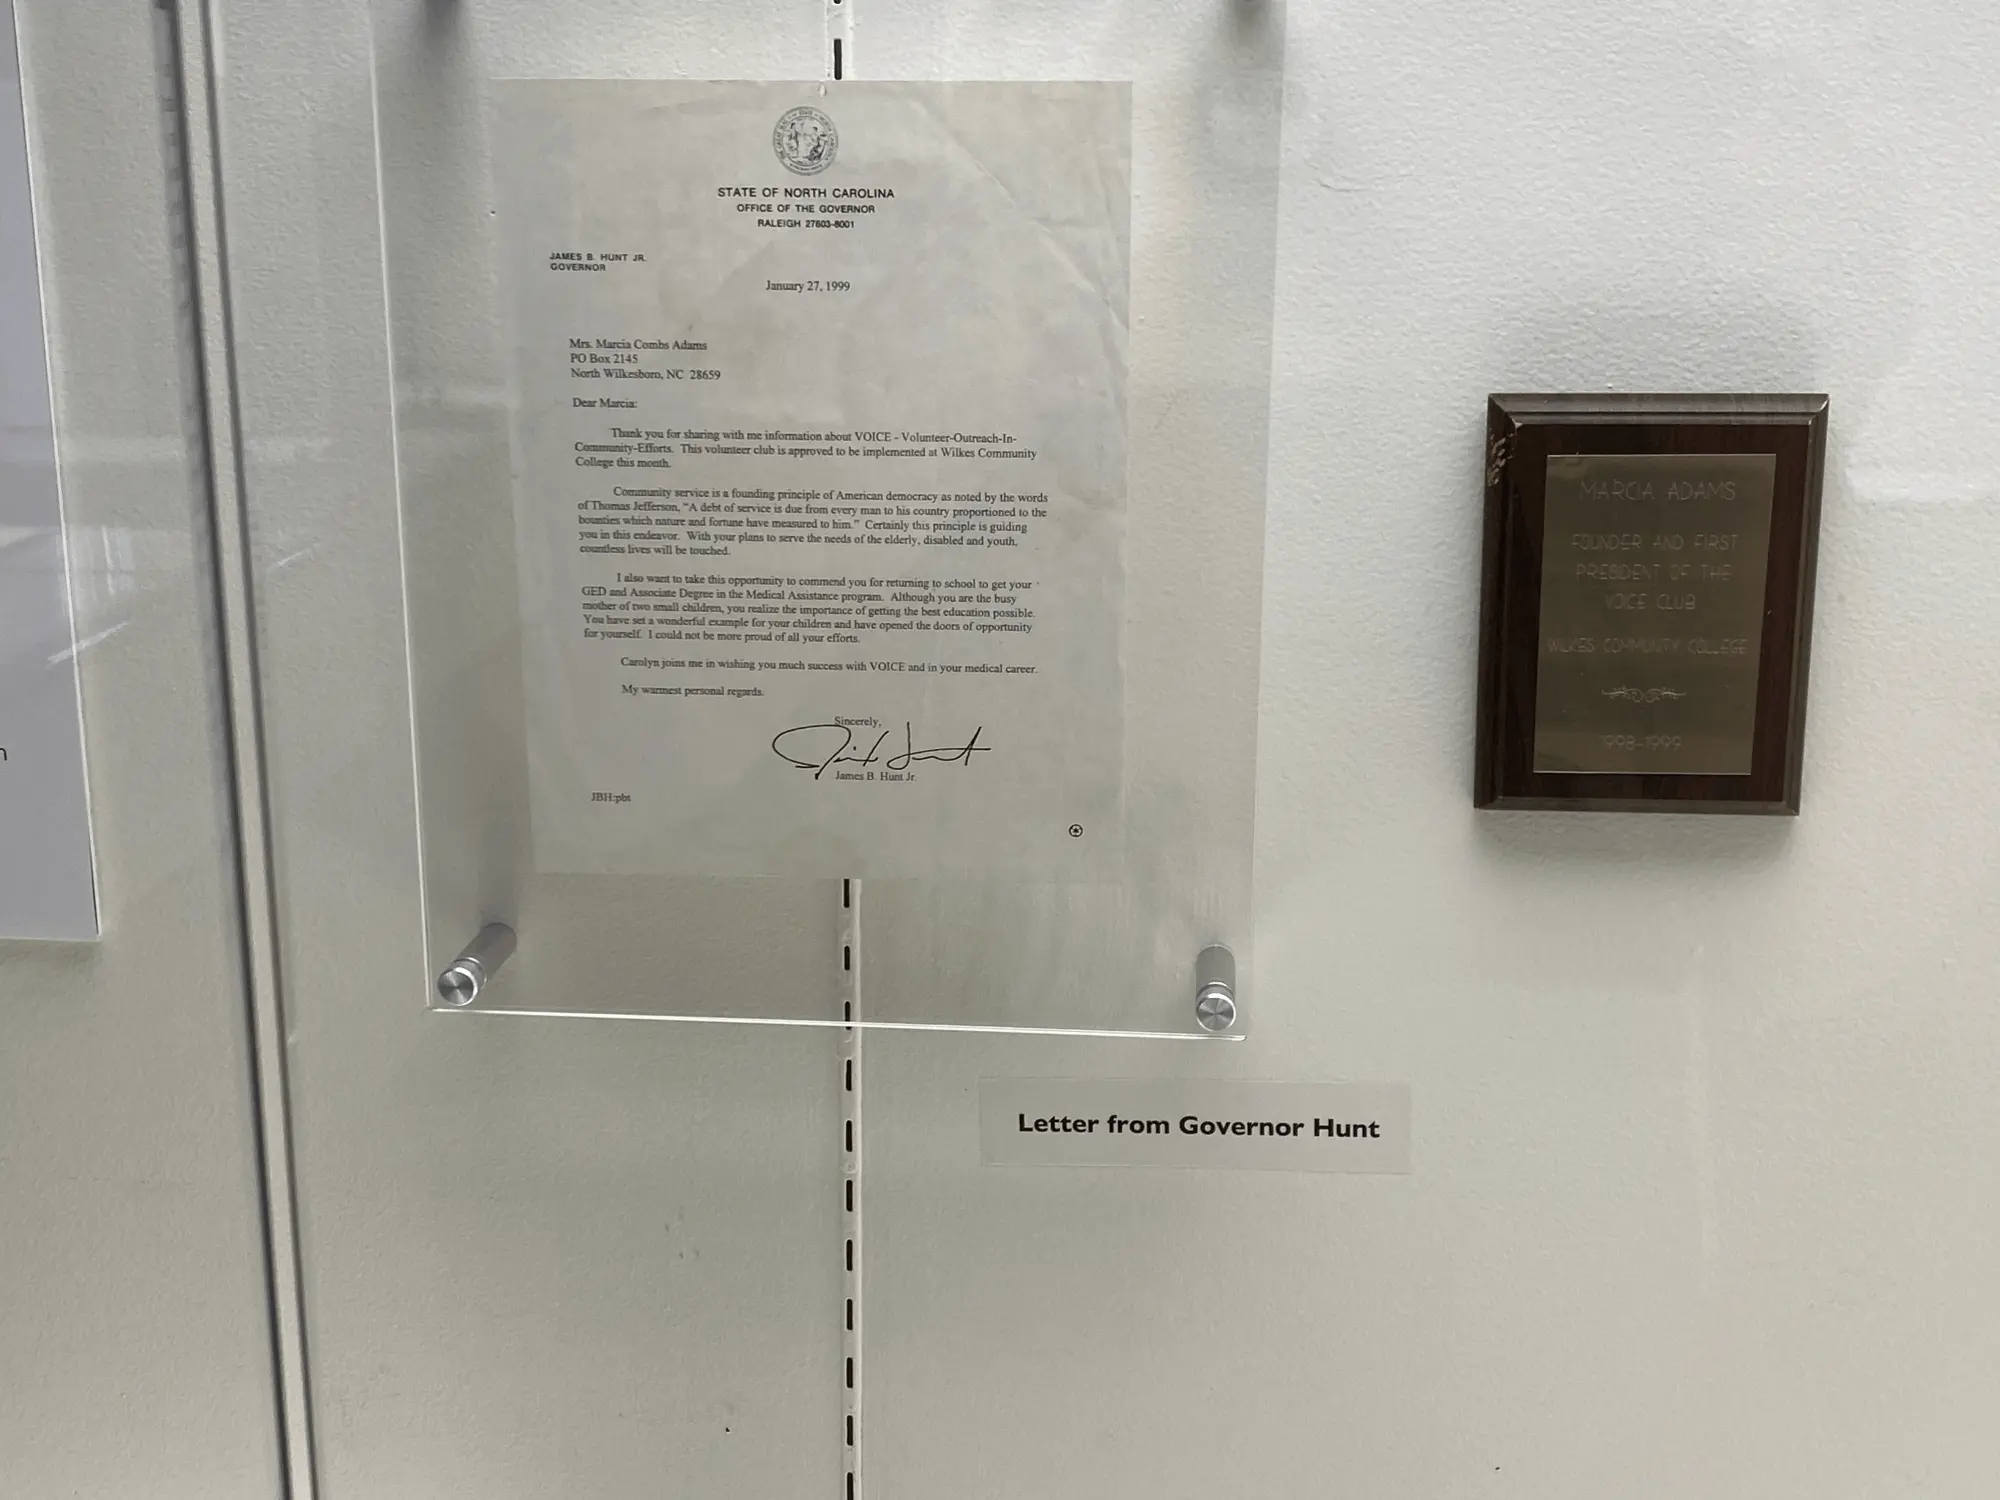 STATE OF NORTH CAROLINA
OFFICE OF THE GOVERNOR
RALEIGH 27603-8001
JAMES B. HUNT JR.
GOVERNOR
January 27, 1999
Mrs. Marcia Combs Adams
PO Box 2145
North Wilkesboro, NC 28659
Dear Marcia:
Thank you for sharing with me information about VOICE - Volunteer-Outreach-In-
Community-Efforts. This volunteer club is approved to be implemented at Wilkes Community
College this month.
Community service is a founding principle of American democracy as noted by the words
of Thomas Jefferson, "A debt of service is due from every man to his country proportioned to the
bounties which nature and fortune have measured to him." Certainly this principle is guiding
you in this endeavor. With your plans to serve the needs of the elderly, disabled and youth,
countless lives will be touched.
I also want to take this opportunity to commend you for returning to school to get your
GED and Associate Degree in the Medical Assistance program. Although you are the busy
mother of two small children, you realize the importance of getting the best education possible.
You have set a wonderful example for your children and have opened the doors of opportunity
for yourself. I could not be more proud of all your efforts.
Carolyn joins me in wishing you much success with VOICE and in your medical career.
My warmest personal regards.
Sincerely,
Jim Hunt
James B. Hunt Jr.
JBH:pbt
Letter from Governor Hunt
MARCIA ADAMS
FOUNDER AND FIRST
PRESIDENT OF THE
VOICE CLUB
WILKES COMMUNITY COLLEGE
1998-1999